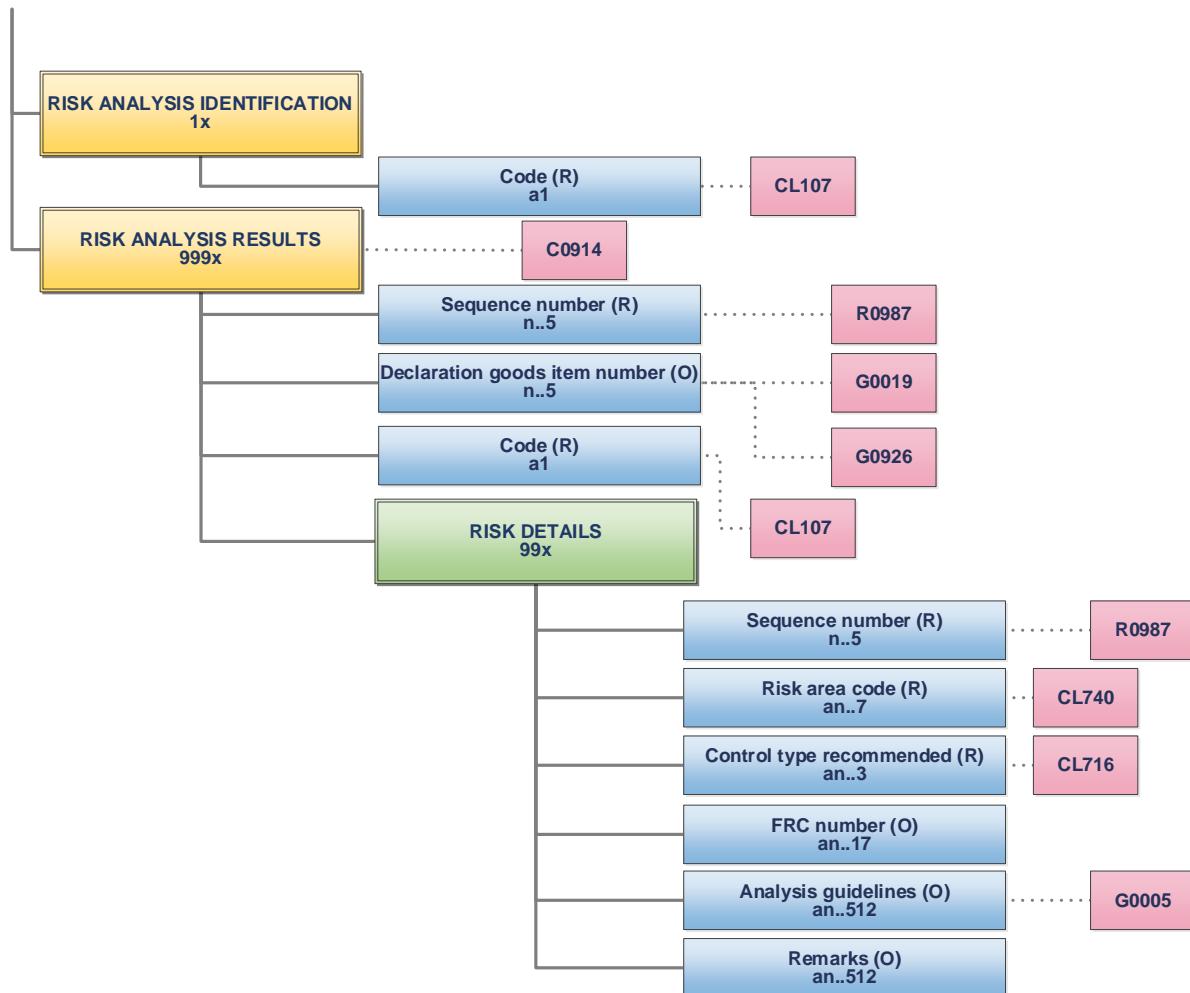 RISK ANALYSIS IDENTIFICATION
1x
Code (R)
a1
CL107
RISK ANALYSIS RESULTS
999x
C0914
Sequence number (R)
n..5
R0987
Declaration goods item number (O)
n..5
G0019
Code (R)
a1
G0926
RISK DETAILS
99x
CL107
Sequence number (R)
n..5
R0987
Risk area code (R)
an..7
CL740
Control type recommended (R)
an..3
CL716
FRC number (O)
an..17
Analysis guidelines (O)
an..512
G0005
Remarks (O)
an..512